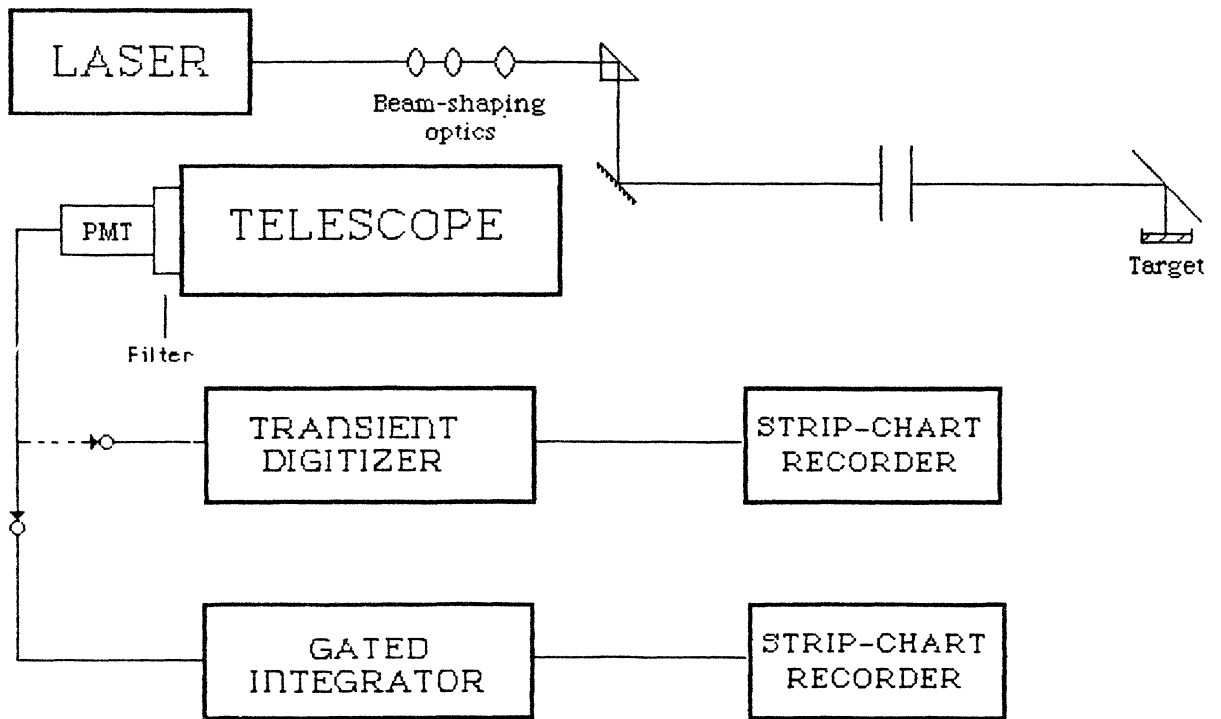 LASER
Beam-shaping
optics
TELESCOPE
PMT
Target
Filter
TRANSIENT
DIGITIZER
STRIP-CHART
RECORDER
GATED
INTEGRATOR
STRIP-CHART
RECORDER